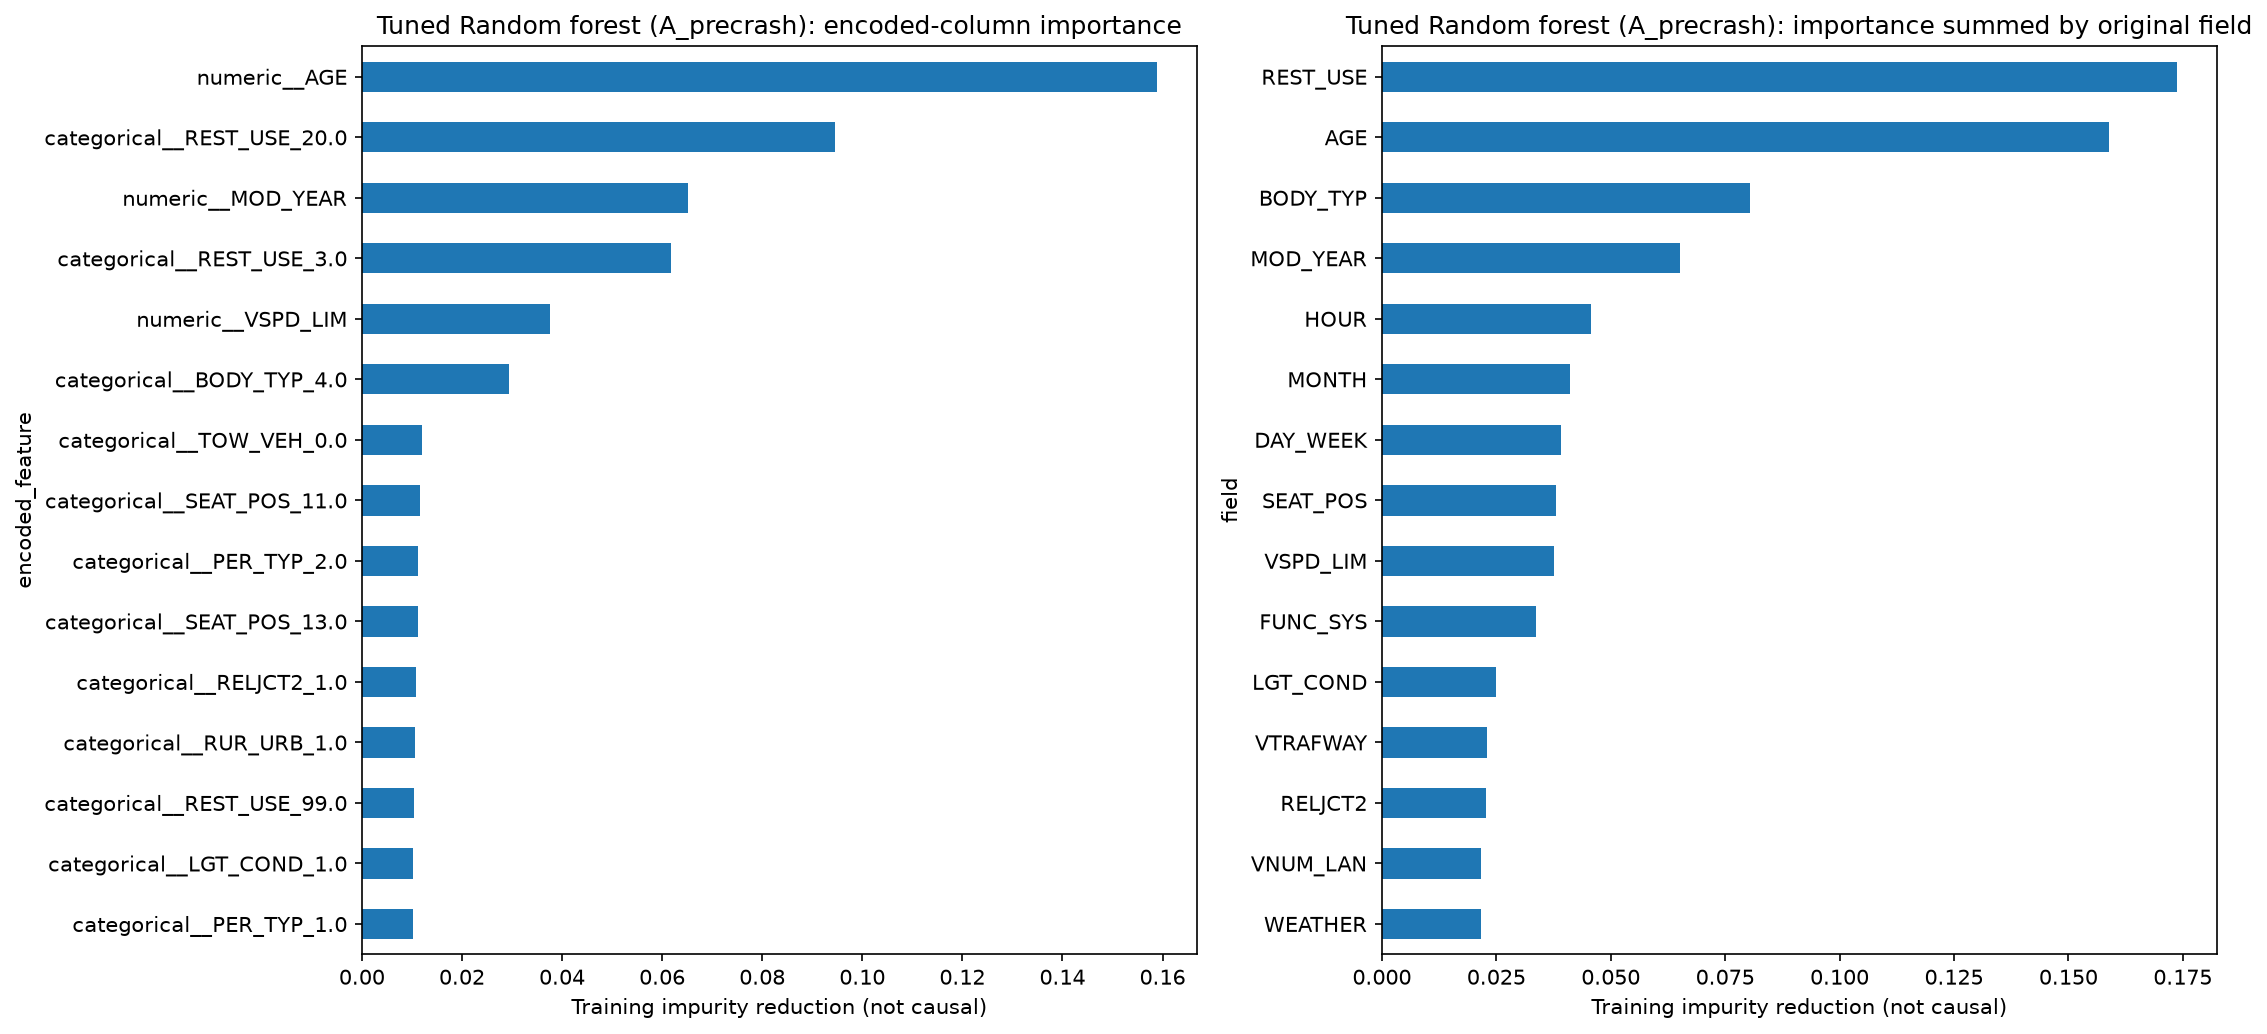 Tuned Random forest (A_precrash): encoded-column importance
encoded_feature
numeric__AGE
categorical__REST_USE_20.0
numeric__MOD_YEAR
categorical__REST_USE_3.0
numeric__VSPD_LIM
categorical__BODY_TYP_4.0
categorical__TOW_VEH_0.0
categorical__SEAT_POS_11.0
categorical__PER_TYP_2.0
categorical__SEAT_POS_13.0
categorical__RELJCT2_1.0
categorical__RUR_URB_1.0
categorical__REST_USE_99.0
categorical__LGT_COND_1.0
categorical__PER_TYP_1.0
0.00 0.02 0.04 0.06 0.08 0.10 0.12 0.14 0.16
Training impurity reduction (not causal)
Tuned Random forest (A_precrash): importance summed by original field
field
REST_USE
AGE
BODY_TYP
MOD_YEAR
HOUR
MONTH
DAY_WEEK
SEAT_POS
VSPD_LIM
FUNC_SYS
LGT_COND
VTRAFWAY
RELJCT2
VNUM_LAN
WEATHER
0.000 0.025 0.050 0.075 0.100 0.125 0.150 0.175
Training impurity reduction (not causal)